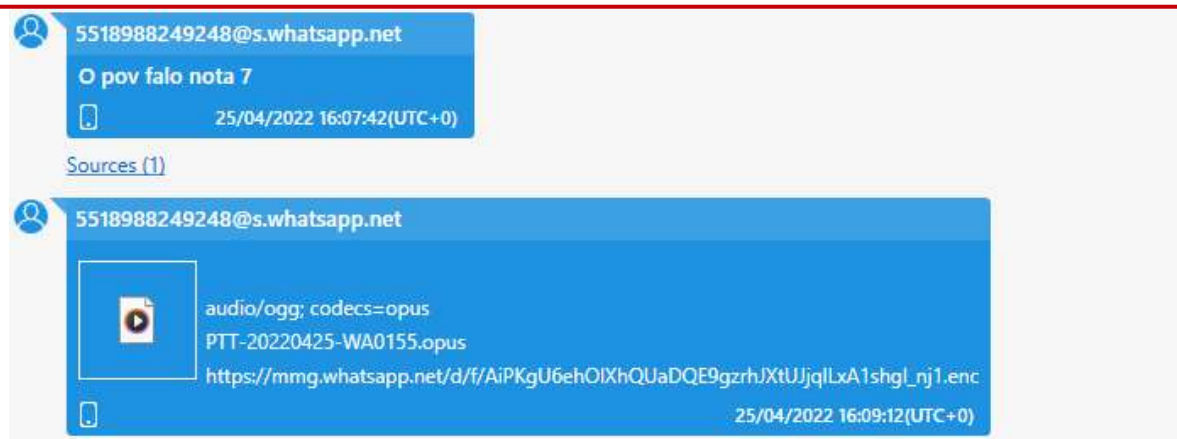 5518988249248@s.whatsapp.net
O pov falo nota 7
25/04/2022 16:07:42(UTC+0)
Sources (1)
5518988249248@s.whatsapp.net
audio/ogg; codecs=opus
PTT-20220425-WA0155.opus
https://mmg.whatsapp.net/d/f/AiPKgU6ehOlXhQUaDQE9gzrhJXtUJjqlLxA1shgl_nj1.enc
25/04/2022 16:09:12(UTC+0)